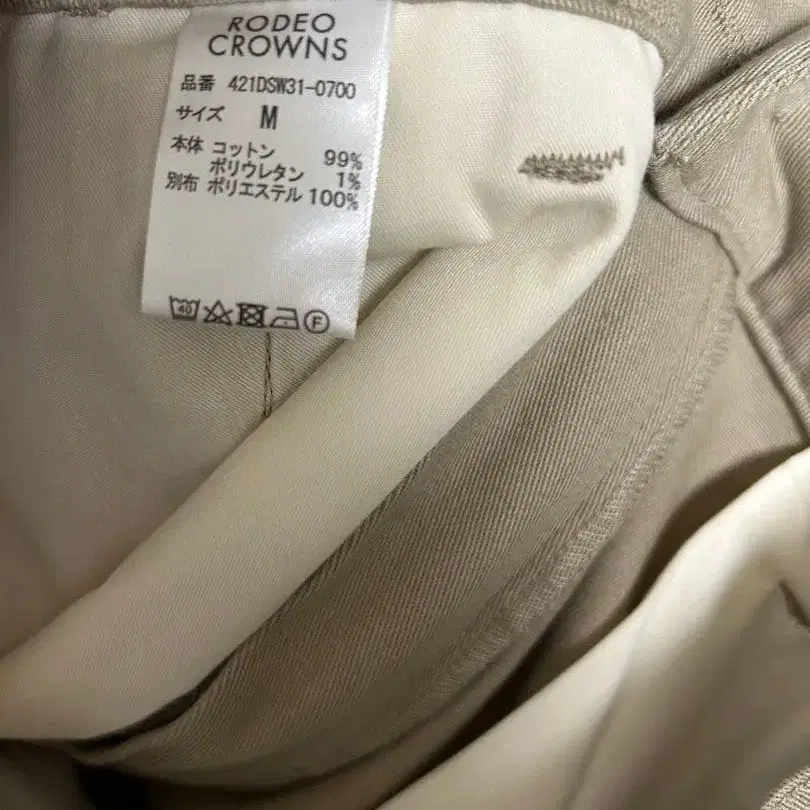 RODEO
CROWNS
品番 421DSW31-0700
サイズ M
本体 コットン 99%
ポリウレタン 1%
別布 ポリエステル 100%
40 F